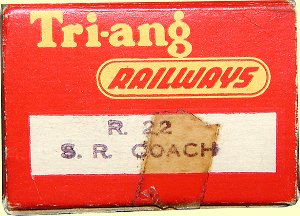 Tri-ang
RAILWAYS
R. 22
S. R. COACH